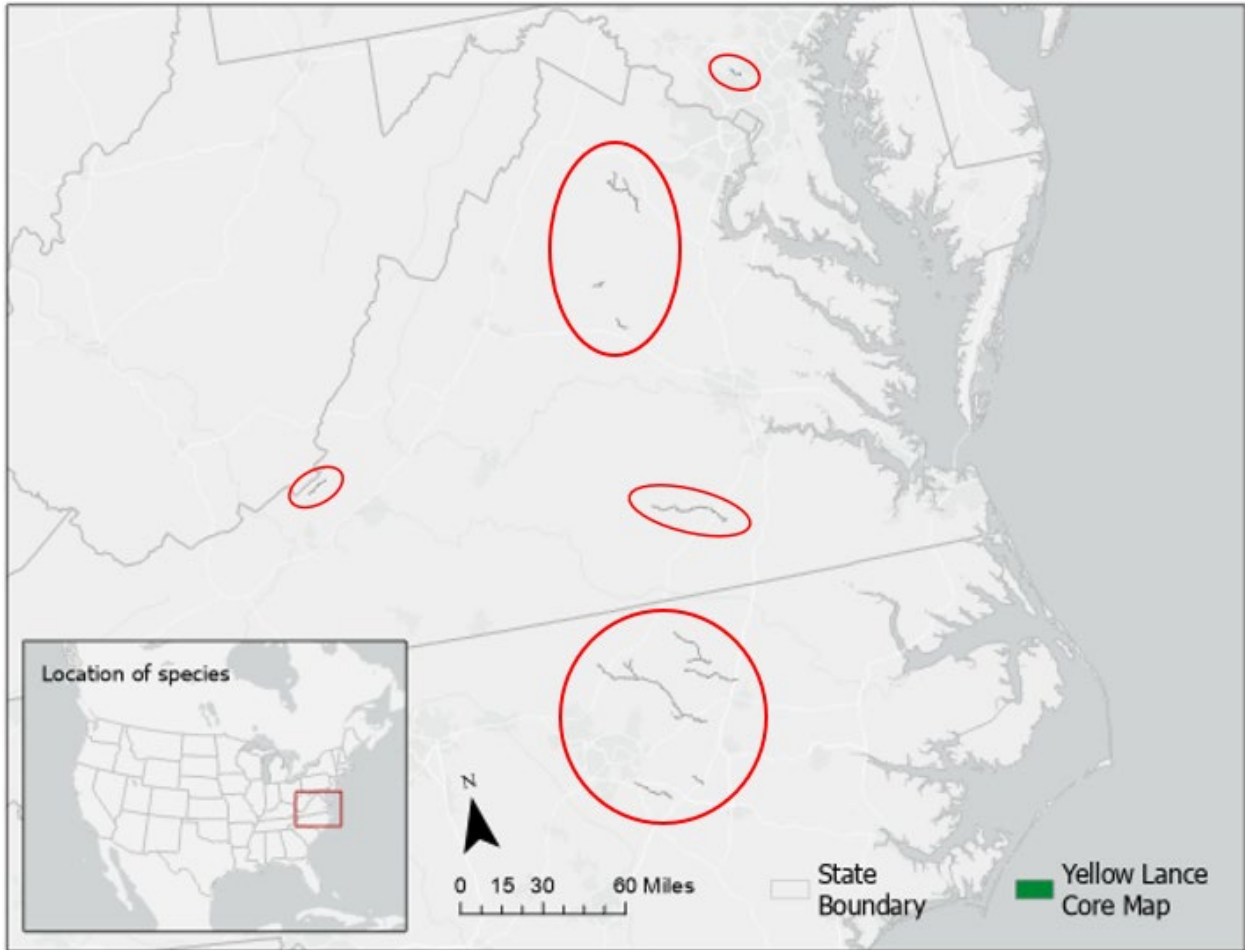 Location of species
N
0 15 30 60 Miles
State
Boundary
Yellow Lance
Core Map